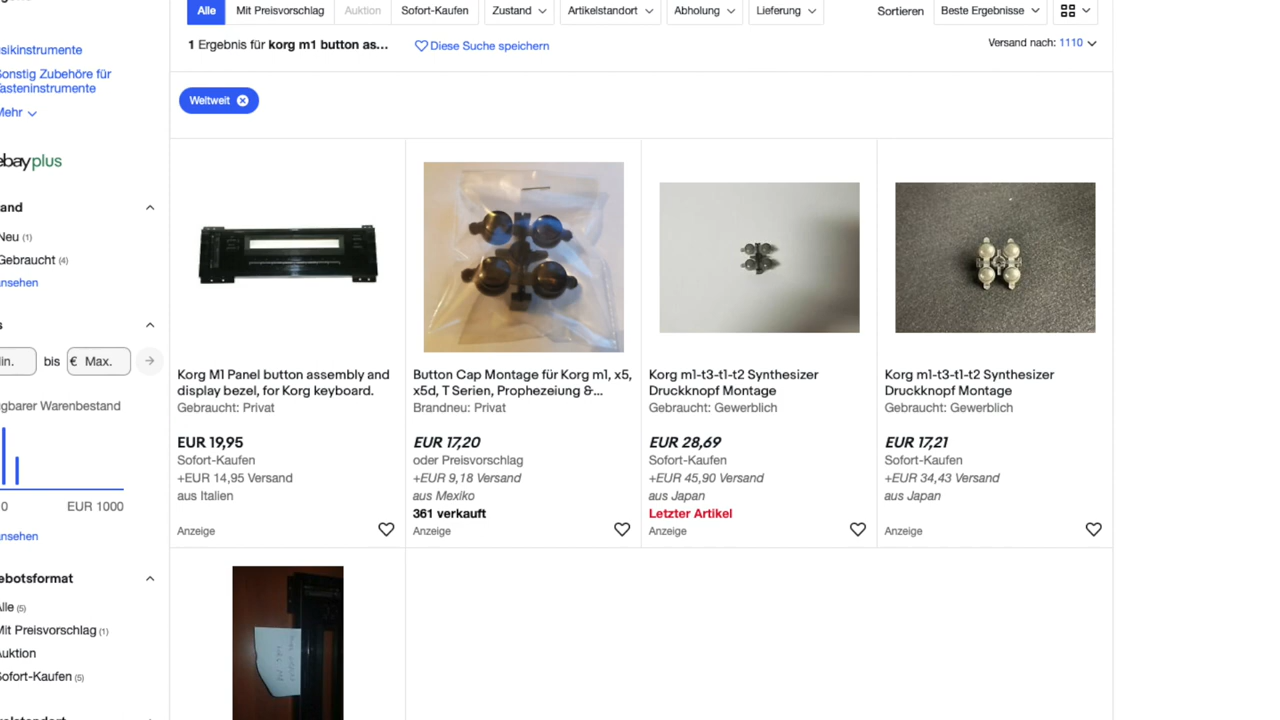 Alle
Mit Preisvorschlag
Auktion
Sofort-Kaufen
Zustand
Artikelstandort
Abholung
Lieferung
Sortieren
Beste Ergebnisse
1 Ergebnis für korg m1 button as...
Diese Suche speichern
Versand nach: 1110
sikinstrumente
Sonstig Zubehöre für
Tasteninstrumente
Mehr
Weltweit
ebayplus
and
Neu (1)
Gebraucht (4)
nsehen
s
in.
bis
€ Max.
gbarer Warenbestand
0
EUR 1000
nsehen
ebotsformat
Alle (5)
Mit Preisvorschlag (1)
Auktion
Sofort-Kaufen (5)
Korg M1 Panel button assembly and
display bezel, for Korg keyboard.
Gebraucht: Privat
EUR 19,95
Sofort-Kaufen
+EUR 14,95 Versand
aus Italien
Anzeige
Button Cap Montage für Korg m1, x5,
x5d, T Serien, Prophezeiung &...
Brandneu: Privat
EUR 17,20
oder Preisvorschlag
+EUR 9,18 Versand
aus Mexiko
361 verkauft
Anzeige
Korg m1-t3-t1-t2 Synthesizer
Druckknopf Montage
Gebraucht: Gewerblich
EUR 28,69
Sofort-Kaufen
+EUR 45,90 Versand
aus Japan
Letzter Artikel
Anzeige
Korg m1-t3-t1-t2 Synthesizer
Druckknopf Montage
Gebraucht: Gewerblich
EUR 17,21
Sofort-Kaufen
+EUR 34,43 Versand
aus Japan
Anzeige